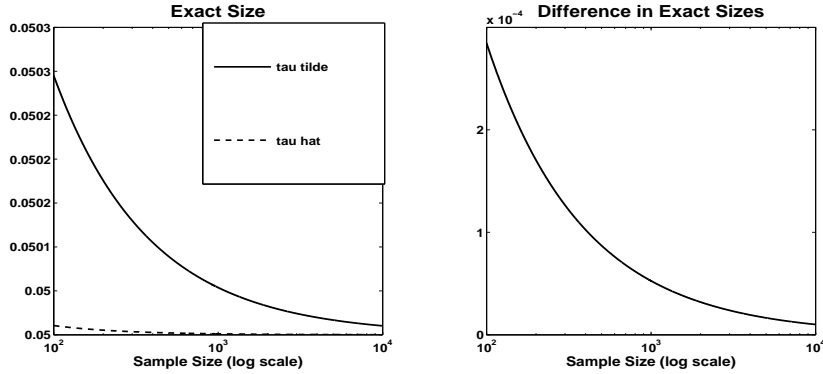 Exact Size
0.0503
0.0503
0.0502
0.0502
0.0502
0.0501
0.05
0.05
10²
10³
10⁴
Sample Size (log scale)
tau tilde
tau hat
Difference in Exact Sizes
x 10⁻⁴
2
1
0
10²
10³
10⁴
Sample Size (log scale)